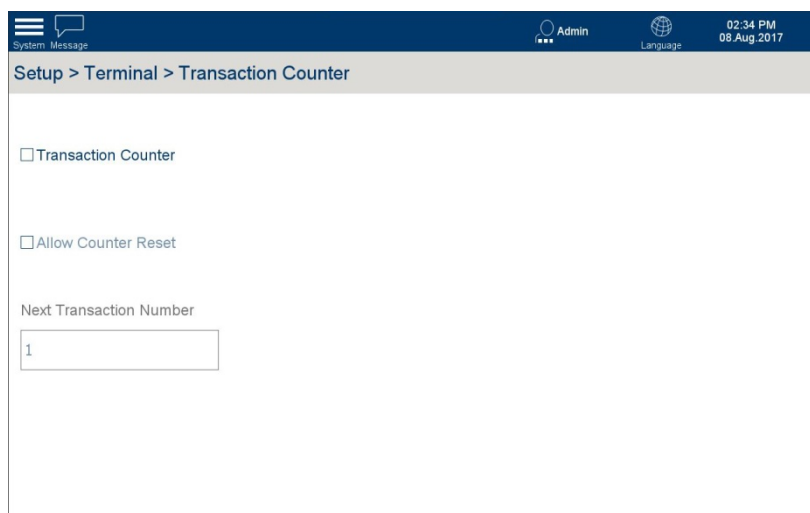 System Message
Admin
Language
02:34 PM
08.Aug.2017
Setup > Terminal > Transaction Counter
Transaction Counter
Allow Counter Reset
Next Transaction Number
1